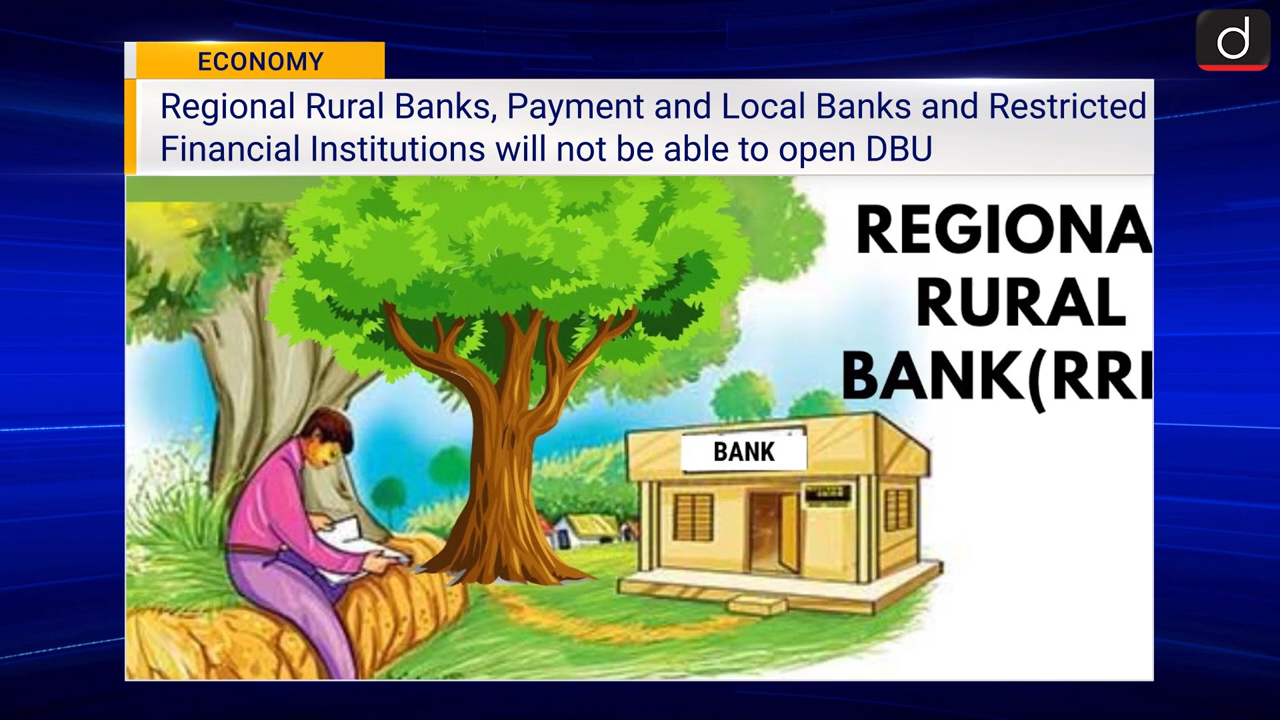 d
ECONOMY
Regional Rural Banks, Payment and Local Banks and Restricted
Financial Institutions will not be able to open DBU
REGIONA
RURAL
BANK(RR
BANK